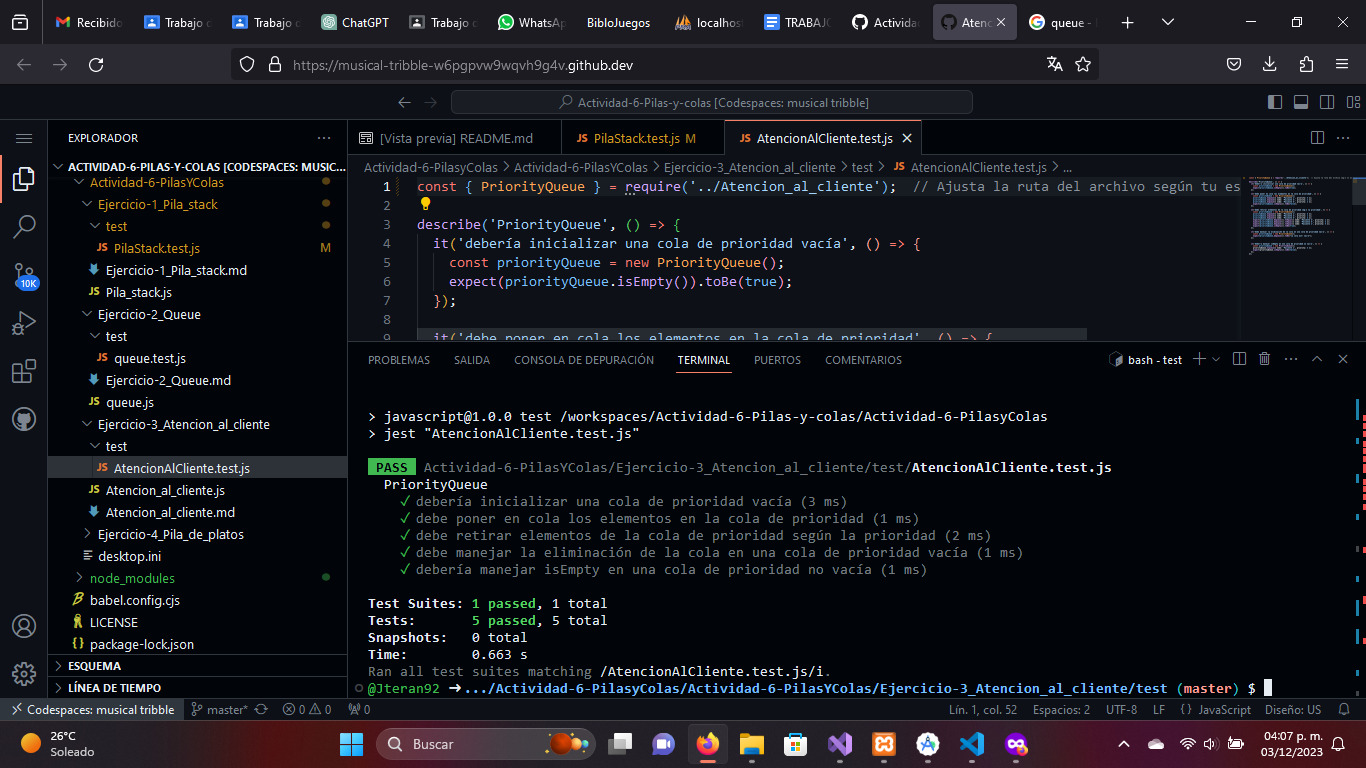 Recibido
Trabajo d
Trabajo d
ChatGPT
Trabajo d
WhatsAp
BibloJuegos
localhos
TRABAJO
Activida
Atenc
queue -
https://musical-tribble-w6pgpvw9wqvh9g4v.github.dev
Actividad-6-Pilas-y-colas [Codespaces: musical tribble]
EXPLORADOR
[Vista previa] README.md
JS PilaStack.test.js M
JS AtencionAlCliente.test.js
ACTIVIDAD-6-PILAS-Y-COLAS [CODESPACES: MUSIC...
Actividad-6-PilasyColas > Actividad-6-PilasYColas > Ejercicio-3_Atencion_al_cliente > test > JS AtencionAlCliente.test.js > ...
Actividad-6-PilasYColas
Ejercicio-1_Pila_stack
test
JS PilaStack.test.js M
Ejercicio-1_Pila_stack.md
JS Pila_stack.js
Ejercicio-2_Queue
test
JS queue.test.js
Ejercicio-2_Queue.md
JS queue.js
Ejercicio-3_Atencion_al_cliente
test
JS AtencionAlCliente.test.js
JS Atencion_al_cliente.js
Atencion_al_cliente.md
Ejercicio-4_Pila_de_platos
desktop.ini
node_modules
babel.config.cjs
LICENSE
package-lock.json
ESQUEMA
LÍNEA DE TIEMPO
10K
1 const { PriorityQueue } = require('../Atencion_al_cliente'); // Ajusta la ruta del archivo según tu es
2
3 describe('PriorityQueue', () => {
4 it('debería inicializar una cola de prioridad vacía', () => {
5 const priorityQueue = new PriorityQueue();
6 expect(priorityQueue.isEmpty()).toBe(true);
7 });
8
9 it('debe poner en cola los elementos en la cola de prioridad', () => {
PROBLEMAS SALIDA CONSOLA DE DEPURACIÓN TERMINAL PUERTOS COMENTARIOS
bash - test
> javascript@1.0.0 test /workspaces/Actividad-6-Pilas-y-colas/Actividad-6-PilasyColas
> jest "AtencionAlCliente.test.js"
PASS Actividad-6-PilasYColas/Ejercicio-3_Atencion_al_cliente/test/AtencionAlCliente.test.js
PriorityQueue
✓ debería inicializar una cola de prioridad vacía (3 ms)
✓ debe poner en cola los elementos en la cola de prioridad (1 ms)
✓ debe retirar elementos de la cola de prioridad según la prioridad (2 ms)
✓ debe manejar la eliminación de la cola en una cola de prioridad vacía (1 ms)
✓ debería manejar isEmpty en una cola de prioridad no vacía (1 ms)
Test Suites: 1 passed, 1 total
Tests: 5 passed, 5 total
Snapshots: 0 total
Time: 0.663 s
Ran all test suites matching /AtencionAlCliente.test.js/i.
@Jteran92 ➜.../Actividad-6-PilasyColas/Actividad-6-PilasYColas/Ejercicio-3_Atencion_al_cliente/test (master) $
Codespaces: musical tribble
master*
0 0
0
Lín. 1, col. 52
Espacios: 2
UTF-8
LF
{ } JavaScript
Diseño: US
26°C
Soleado
Buscar
04:07 p. m.
03/12/2023